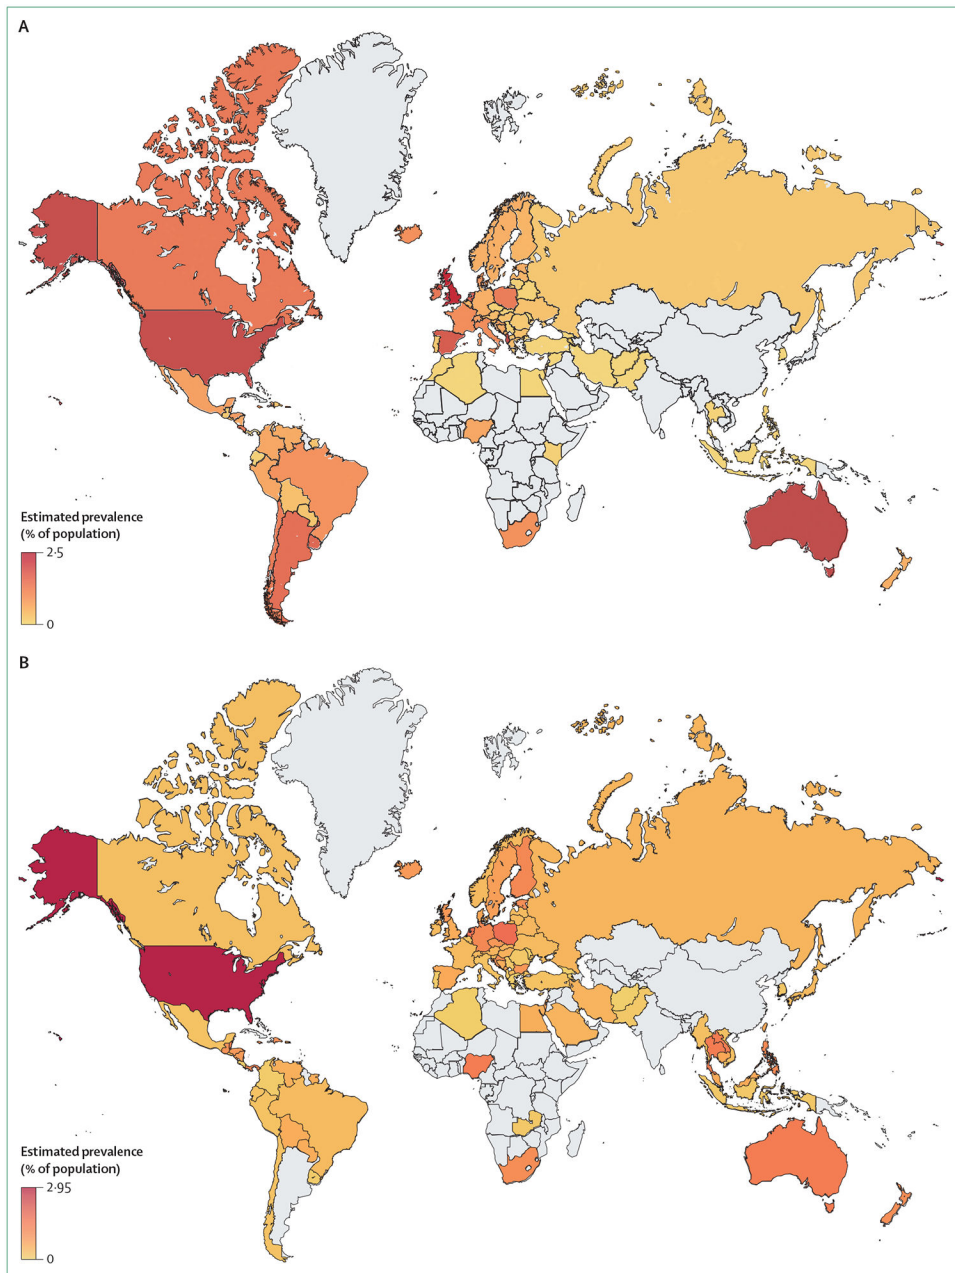 A
Estimated prevalence
(% of population)
2·5
0
B
Estimated prevalence
(% of population)
2·95
0